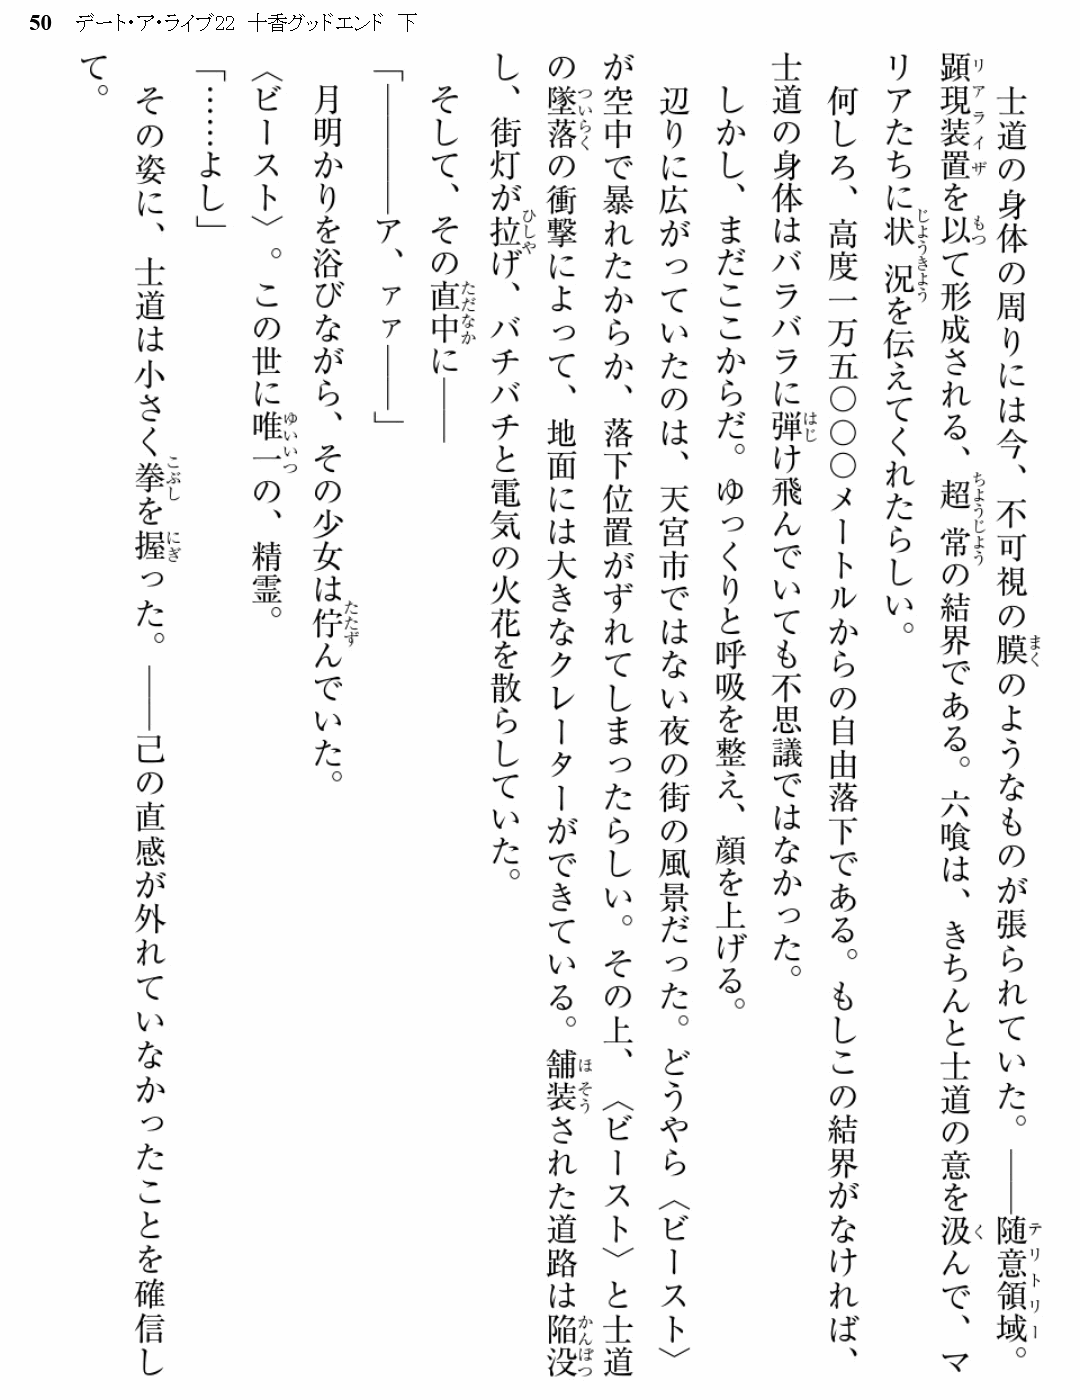 50 デート・ア・ライブ22 十香グッドエンド 下
士道の身体の周りには今、不可視の膜のようなものが張られていた。――随意領域。
顕現装置を以て形成される、超常の結界である。六喰は、きちんと士道の意を汲んで、マ
リアたちに状況を伝えてくれたらしい。
何しろ、高度一万五〇〇〇メートルからの自由落下である。もしこの結界がなければ、
士道の身体はバラバラに弾け飛んでいても不思議ではなかった。
しかし、まだここからだ。ゆっくりと呼吸を整え、顔を上げる。
辺りに広がっていたのは、天宮市ではない夜の街の風景だった。どうやら〈ビースト〉
が空中で暴れたからか、落下位置がずれてしまったらしい。その上、〈ビースト〉と士道
の墜落の衝撃によって、地面には大きなクレーターができている。舗装された道路は陥没
し、街灯が拉げ、バチバチと電気の火花を散らしていた。
そして、その直中に――
「――――ア、ァァ――」
月明かりを浴びながら、その少女は佇んでいた。
〈ビースト〉。この世に唯一の、精霊。
「……よし」
その姿に、士道は小さく拳を握った。――己の直感が外れていなかったことを確信し
て。